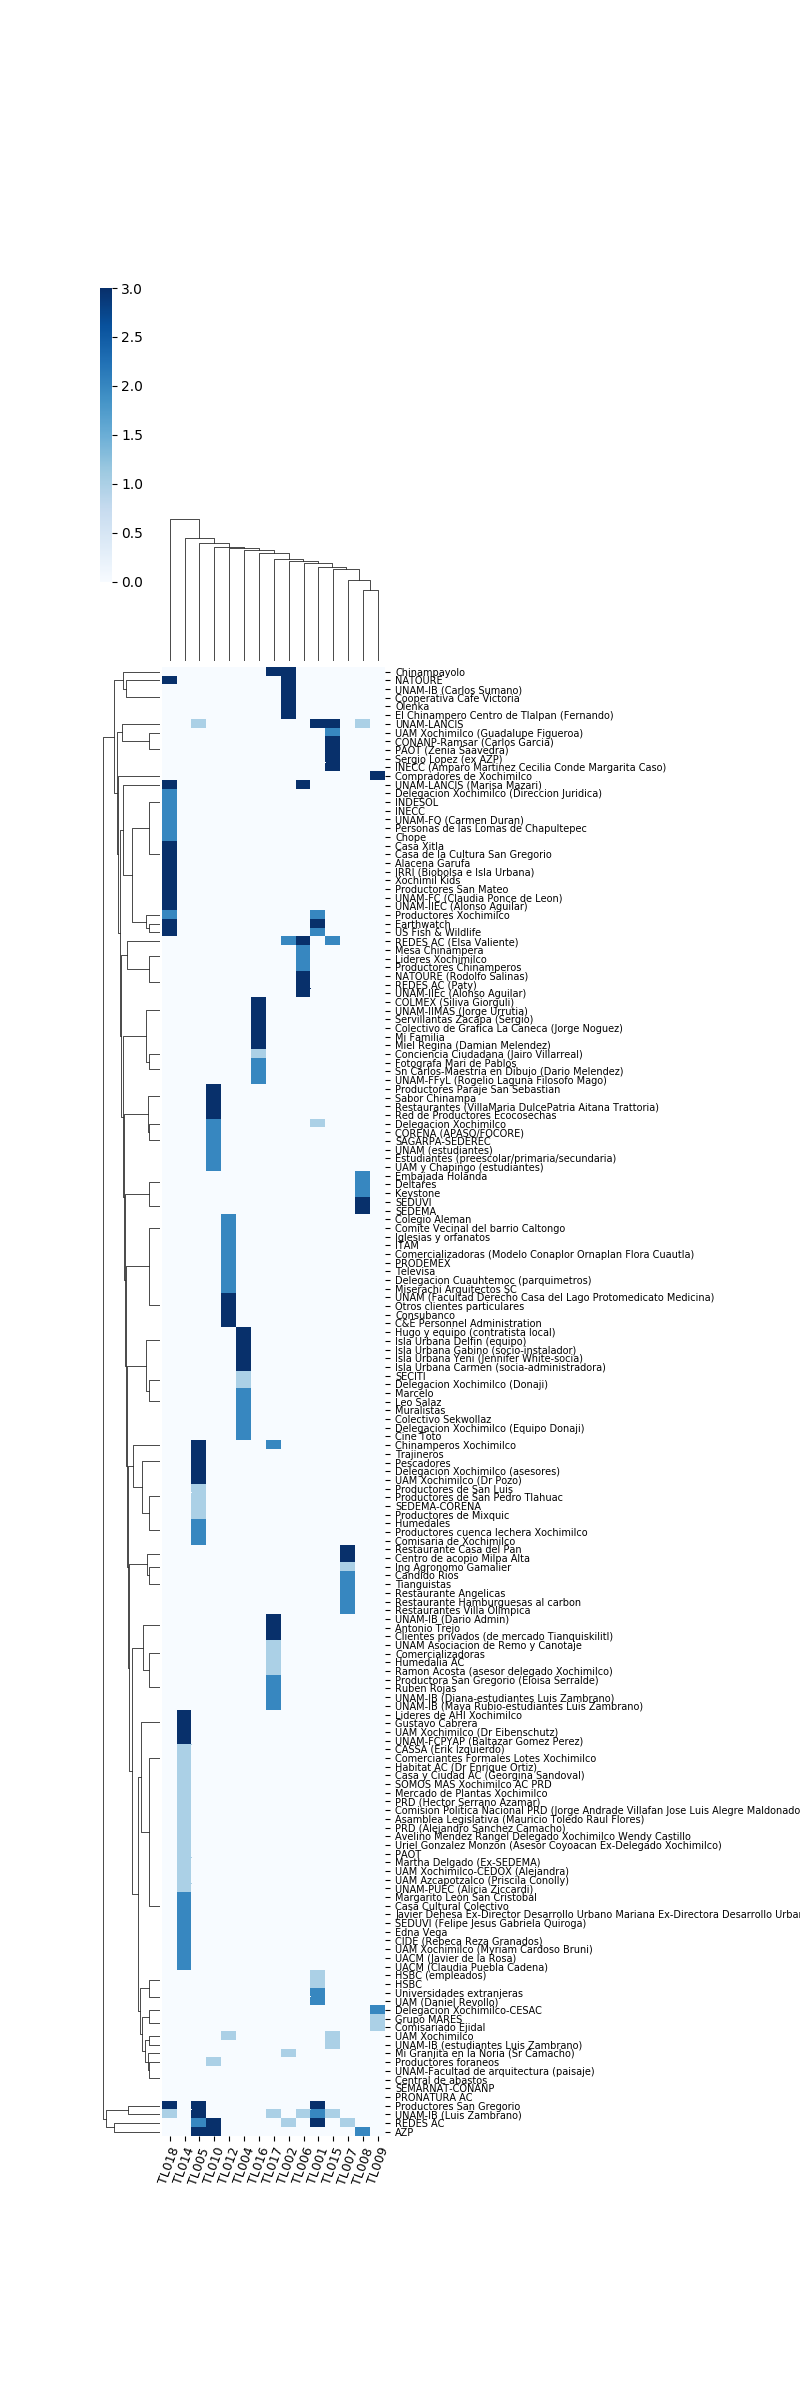 3.0
2.5
2.0
1.5
1.0
0.5
0.0
Chinampayolo
NATOURE
UNAM-IB (Carlos Sumano)
Cooperativa Cafe Victoria
Olenka
El Chinampero Centro de Tlalpan (Fernando)
UNAM-LANCIS
UAM Xochimilco (Guadalupe Figueroa)
CONANP-Ramsar (Carlos Garcia)
PAOT (Zenia Saavedra)
Sergio Lopez (ex AZP)
INECC (Amparo Martinez Cecilia Conde Margarita Caso)
Compradores de Xochimilco
UNAM-LANCIS (Marisa Mazari)
Delegacion Xochimilco (Direccion Juridica)
INDESOL
INECC
UNAM-FQ (Carmen Duran)
Personas de las Lomas de Chapultepec
Chope
Casa Xitla
Casa de la Cultura San Gregorio
Alacena Garufa
IRRI (Biobolsa e Isla Urbana)
Xochimil Kids
Productores San Mateo
UNAM-FC (Claudia Ponce de Leon)
UNAM-IIEC (Alonso Aguilar)
Productores Xochimilco
Earthwatch
US Fish & Wildlife
REDES AC (Elsa Valiente)
Mesa Chinampera
Lideres Xochimilco
Productores Chinamperos
NATOURE (Rodolfo Salinas)
REDES AC (Paty)
UNAM-IIEc (Alonso Aguilar)
COLMEX (Siliva Giorguli)
UNAM-IIMAS (Jorge Urrutia)
Servillantas Zacapa (Sergio)
Colectivo de Grafica La Caneca (Jorge Noguez)
Mi Familia
Miel Regina (Damian Melendez)
Conciencia Ciudadana (Jairo Villarreal)
Fotografa Mari de Pablos
Sn Carlos-Maestria en Dibujo (Dario Melendez)
UNAM-FFyL (Rogelio Laguna Filosofo Mago)
Productores Paraje San Sebastian
Sabor Chinampa
Restaurantes (VillaMaria DulcePatria Aitana Trattoria)
Red de Productores Ecocosechas
Delegacion Xochimilco
CORENA (APASO/FOCORE)
SAGARPA-SEDEREC
UNAM (estudiantes)
Estudiantes (preescolar/primaria/secundaria)
UAM y Chapingo (estudiantes)
Embajada Holanda
Deltares
Keystone
SEDUVI
SEDEMA
Colegio Aleman
Comite Vecinal del barrio Caltongo
Iglesias y orfanatos
ITAM
Comercializadoras (Modelo Conaplor Ornaplan Flora Cuautla)
PRODEMEX
Televisa
Delegacion Cuauhtemoc (parquimetros)
Miserachi Arquitectos SC
UNAM (Facultad Derecho Casa del Lago Protomedicato Medicina)
Otros clientes particulares
Consubanco
C&E Personnel Administration
Hugo y equipo (contratista local)
Isla Urbana Delfin (equipo)
Isla Urbana Gabino (socio-instalador)
Isla Urbana Yeni (Jennifer White-socia)
Isla Urbana Carmen (socia-administradora)
SECITI
Delegacion Xochimilco (Donaji)
Marcelo
Leo Salaz
Muralistas
Colectivo Sekwollaz
Delegacion Xochimilco (Equipo Donaji)
Cine Toto
Chinamperos Xochimilco
Trajineros
Pescadores
Delegacion Xochimilco (asesores)
UAM Xochimilco (Dr Pozo)
Productores de San Luis
Productores de San Pedro Tlahuac
SEDEMA-CORENA
Productores de Mixquic
Humedales
Productores cuenca lechera Xochimilco
Comisaria de Xochimilco
Restaurante Casa del Pan
Centro de acopio Milpa Alta
Ing Agronomo Gamalier
Candido Rios
Tianguistas
Restaurante Angelicas
Restaurante Hamburguesas al carbon
Restaurantes Villa Olimpica
UNAM-IB (Dario Admin)
Antonio Trejo
Clientes privados (de mercado Tianquiskilitl)
UNAM Asociacion de Remo y Canotaje
Comercializadoras
Humedalia AC
Ramon Acosta (asesor delegado Xochimilco)
Productora San Gregorio (Eloisa Serralde)
Ruben Rojas
UNAM-IB (Diana-estudiantes Luis Zambrano)
UNAM-IB (Maya Rubio-estudiantes Luis Zambrano)
Lideres de AHI Xochimilco
Gustavo Cabrera
UAM Xochimilco (Dr Eibenschutz)
UNAM-FCPYAP (Baltazar Gomez Perez)
CASSA (Erik Izquierdo)
Comerciantes Formales Lotes Xochimilco
Habitat AC (Dr Enrique Ortiz)
Casa y Ciudad AC (Georgina Sandoval)
SOMOS MAS Xochimilco AC PRD
Mercado de Plantas Xochimilco
PRD (Hector Serrano Azamar)
Comision Politica Nacional PRD (Jorge Andrade Villafan Jose Luis Alegre Maldonado
Asamblea Legislativa (Mauricio Toledo Raul Flores)
PRD (Alejandro Sanchez Camacho)
Avelino Mendez Rangel Delegado Xochimilco Wendy Castillo
Uriel Gonzalez Monzon (Asesor Coyoacan Ex-Delegado Xochimilco)
PAOT
Martha Delgado (Ex-SEDEMA)
UAM Xochimilco-CEDOX (Alejandra)
UAM Azcapotzalco (Priscila Conolly)
UNAM-PUEC (Alicia Ziccardi)
Margarito Leon San Cristobal
Casa Cultural Colectivo
Javier Dehesa Ex-Director Desarrollo Urbano Mariana Ex-Directora Desarrollo Urban
SEDUVI (Felipe Jesus Gabriela Quiroga)
Edna Vega
CIDE (Rebeca Reza Granados)
UAM Xochimilco (Myriam Cardoso Bruni)
UACM (Javier de la Rosa)
UACM (Claudia Puebla Cadena)
HSBC (empleados)
HSBC
Universidades extranjeras
UAM (Daniel Revollo)
Delegacion Xochimilco-CESAC
Grupo MARES
Comisariado Ejidal
UAM Xochimilco
UNAM-IB (estudiantes Luis Zambrano)
Mi Granjita en la Noria (Sr Camacho)
Productores foraneos
UNAM-Facultad de arquitectura (paisaje)
Central de abastos
SEMARNAT-CONANP
PRONATURA AC
Productores San Gregorio
UNAM-IB (Luis Zambrano)
REDES AC
AZP
TL018
TL014
TL005
TL010
TL012
TL004
TL016
TL017
TL002
TL006
TL001
TL015
TL007
TL008
TL009